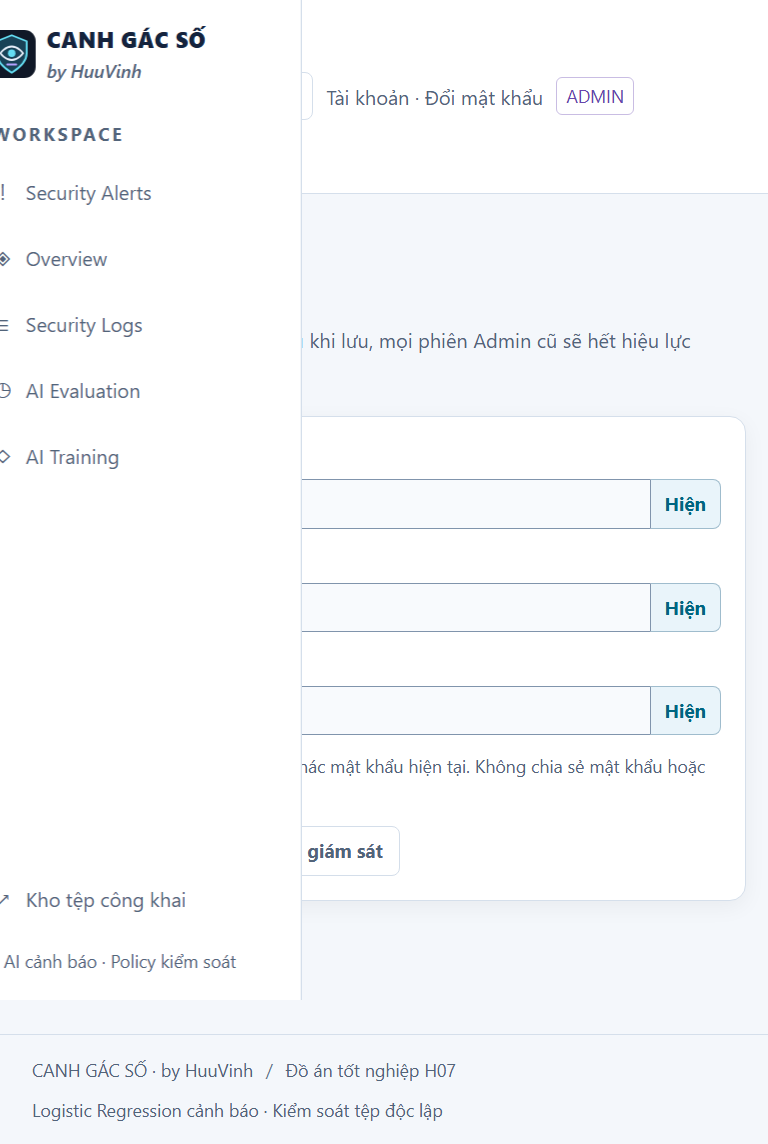 CANH GÁC SỐ
by HuuVinh
Tài khoản · Đổi mật khẩu
ADMIN
WORKSPACE
! Security Alerts
Overview
Security Logs
AI Evaluation
AI Training
khi lưu, mọi phiên Admin cũ sẽ hết hiệu lực
Hiện
Hiện
Hiện
mật khẩu hiện tại. Không chia sẻ mật khẩu hoặc
giám sát
Kho tệp công khai
AI cảnh báo · Policy kiểm soát
CANH GÁC SỐ · by HuuVinh / Đồ án tốt nghiệp H07
Logistic Regression cảnh báo · Kiểm soát tệp độc lập